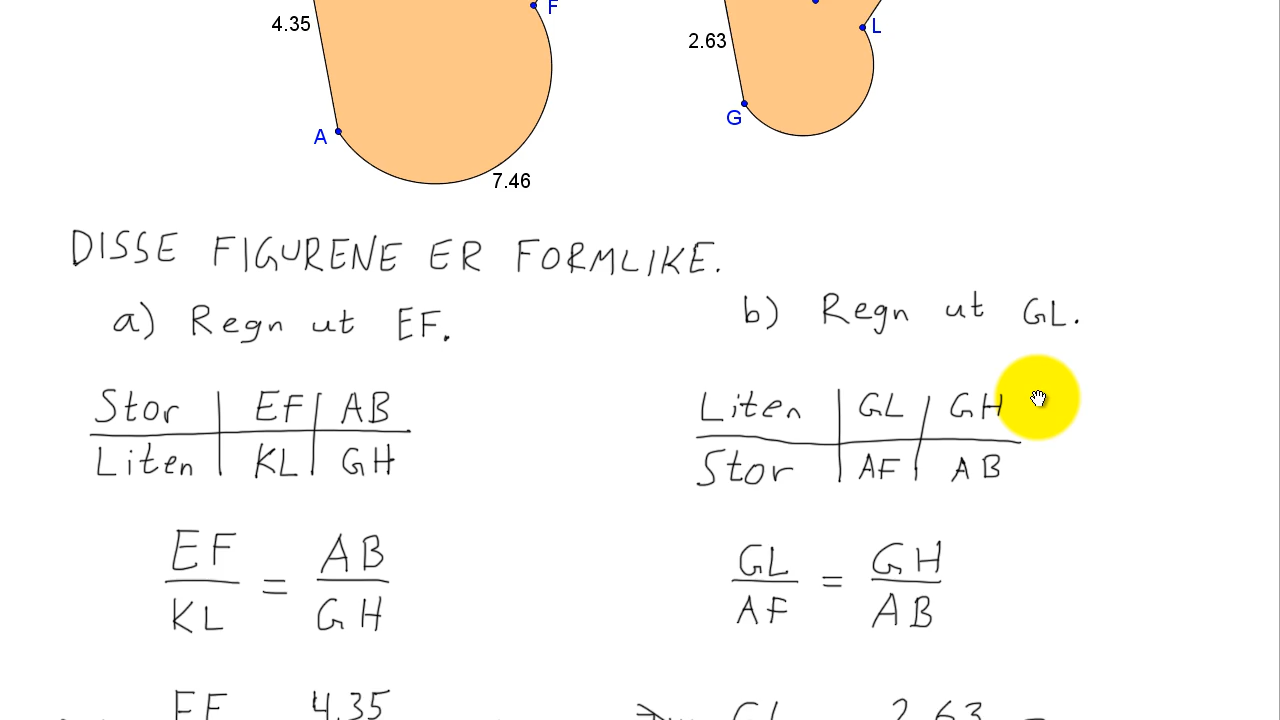 4.35
F
2.63
L
A
G
7.46
DISSE FIGURENE ER FORMLIKE.
a) Regn ut EF.
b) Regn ut GL.
Stor EF AB
Liten KL GH
Liten GL GH
Stor AF AB
EF = AB
KL GH
GL = GH
AF AB
EF 4.35
GL 2.63